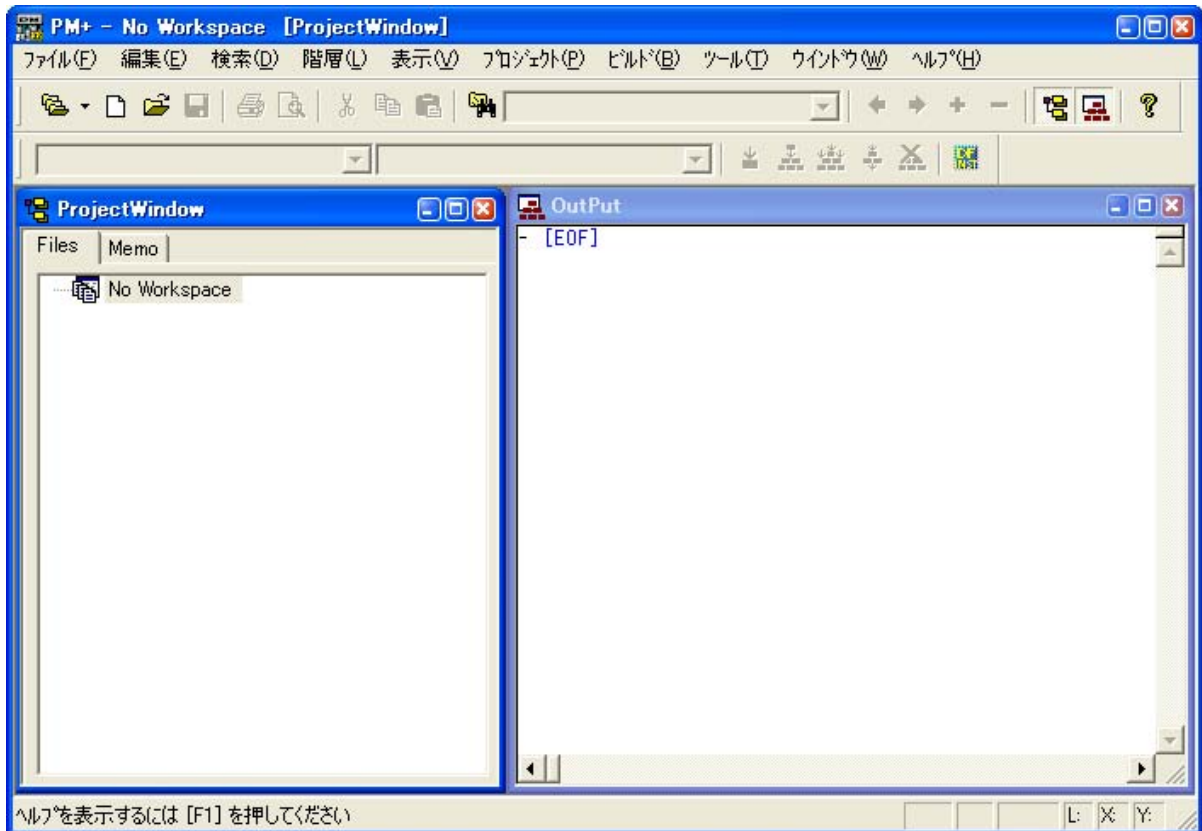 PM+ - No Workspace [ProjectWindow]
ﾌｧｲﾙ(F) 編集(E) 検索(D) 階層(L) 表示(V) ﾌﾟﾛｼﾞｪｸﾄ(P) ﾋﾞﾙﾄﾞ(B) ﾂｰﾙ(T) ｳｲﾝﾄﾞｳ(W) ﾍﾙﾌﾟ(H)
ProjectWindow
Files Memo
No Workspace
OutPut
- [EOF]
ﾍﾙﾌﾟを表示するには [F1] を押してください
L: X: Y: